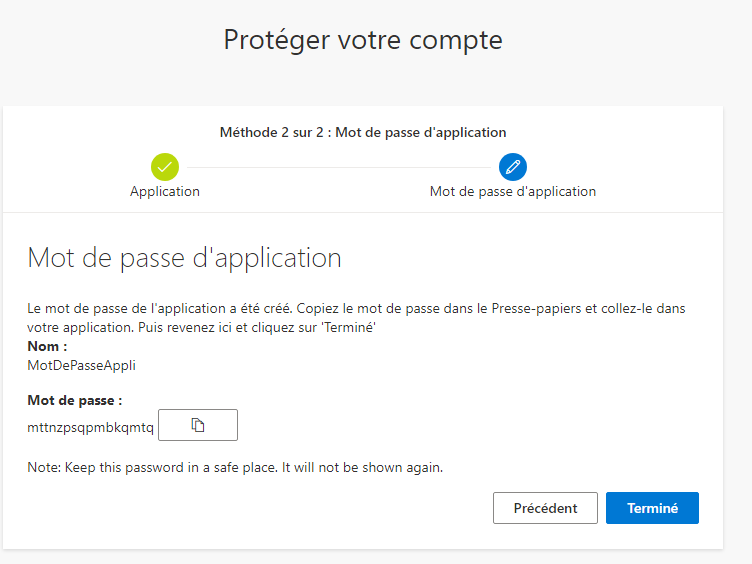 Protéger votre compte
Méthode 2 sur 2 : Mot de passe d'application
Application
Mot de passe d'application
Mot de passe d'application
Le mot de passe de l'application a été créé. Copiez le mot de passe dans le Presse-papiers et collez-le dans
votre application. Puis revenez ici et cliquez sur 'Terminé'
Nom :
MotDePasseAppli
Mot de passe :
mttnzpsqpmbkqmtq
Note: Keep this password in a safe place. It will not be shown again.
Précédent
Terminé